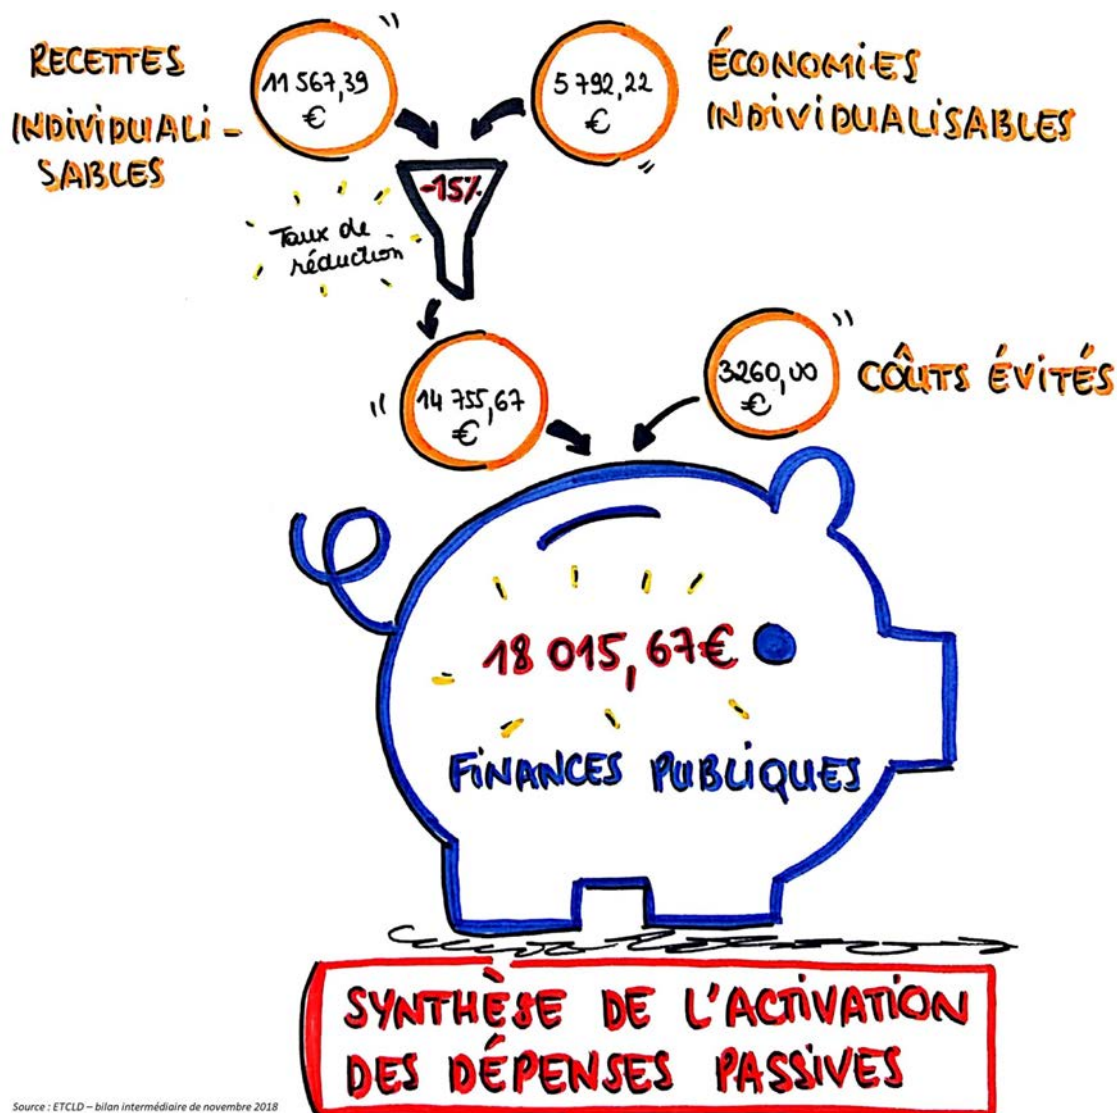 RECETTES
INDIVIDUALI -
SABLES
11 567,39
€
5 792,22
€
ÉCONOMIES
INDIVIDUALISABLES
-15%
Taux de
réduction
14 755,67
€
3260,00
€
COÛTS ÉVITÉS
18 015,67€
FINANCES PUBLIQUES
SYNTHÈSE DE L'ACTIVATION
DES DÉPENSES PASSIVES
Source : ETCLD – bilan intermédiaire de novembre 2018